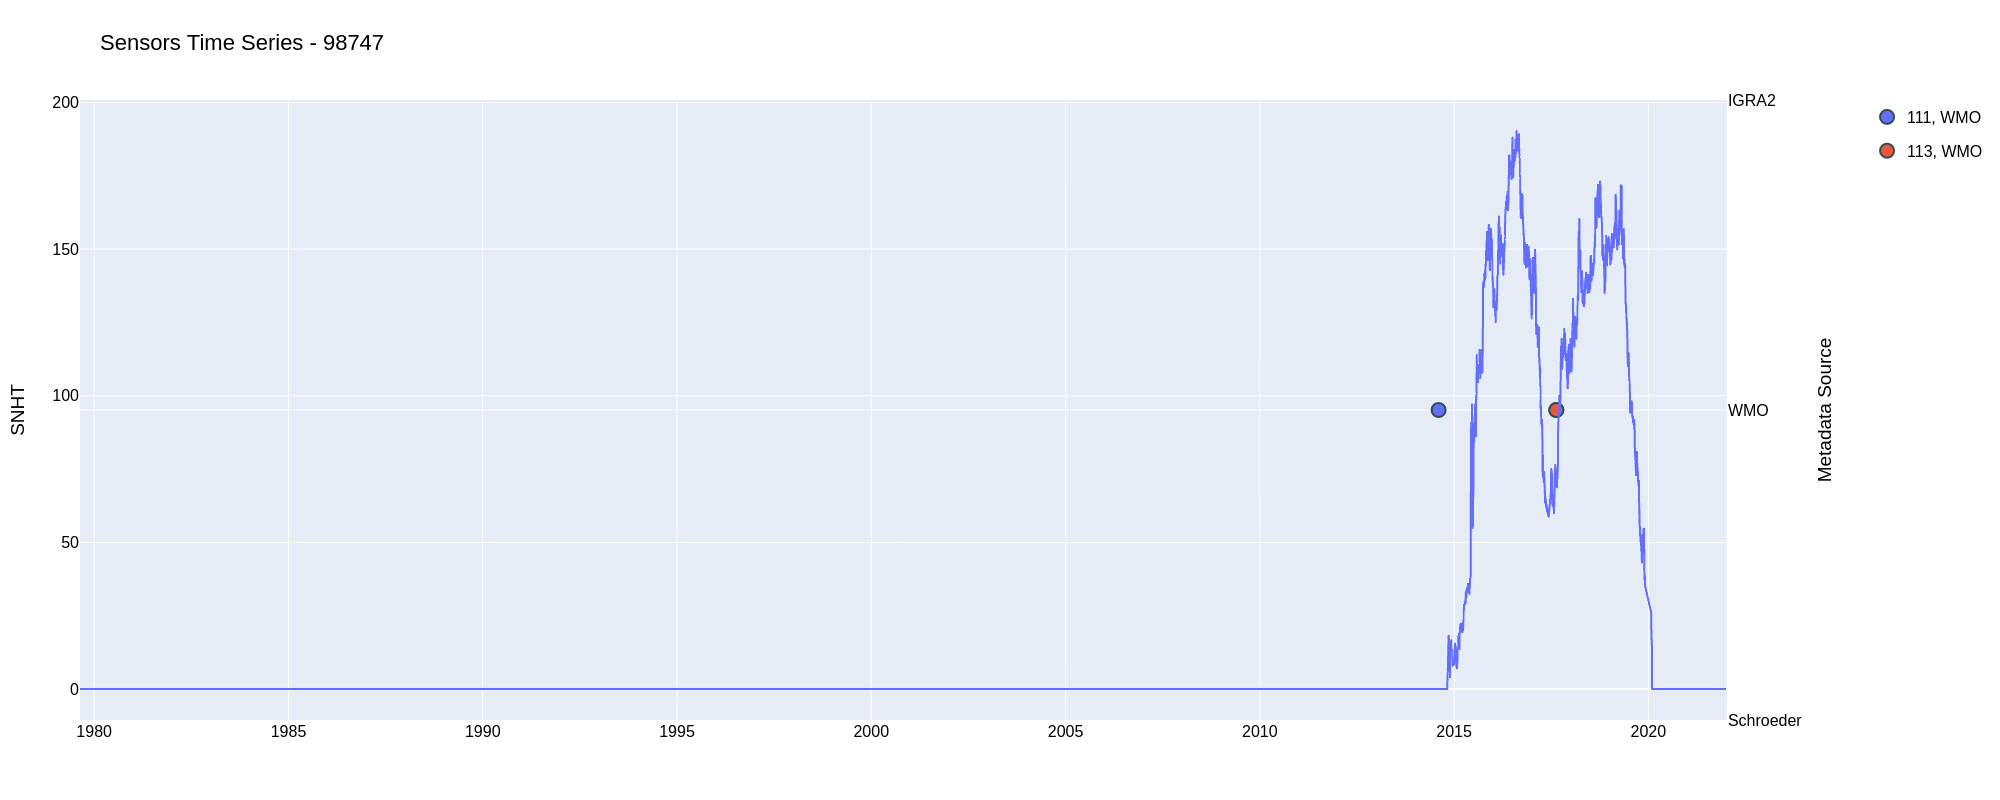 Sensors Time Series - 98747
SNHT
200
150
100
50
0
1980
1985
1990
1995
2000
2005
2010
2015
2020
IGRA2
WMO
Schroeder
Metadata Source
111, WMO
113, WMO